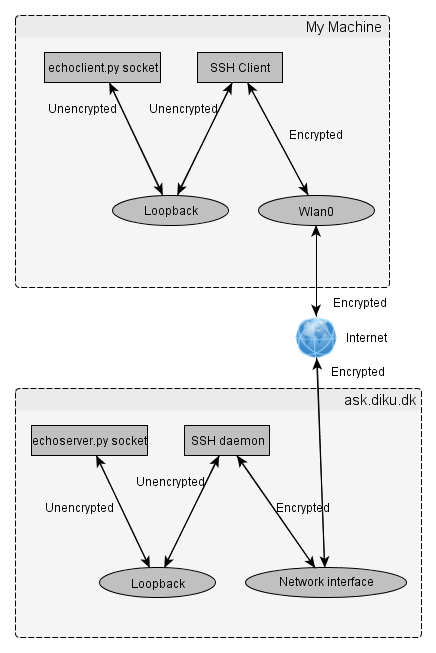 My Machine
echoclient.py socket
SSH Client
Unencrypted
Unencrypted
Encrypted
Loopback
Wlan0
Encrypted
Internet
Encrypted
ask.diku.dk
echoserver.py socket
SSH daemon
Unencrypted
Unencrypted
Encrypted
Loopback
Network interface